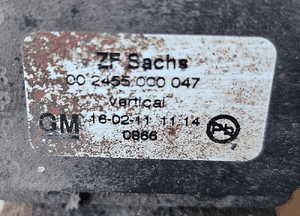 ZF Sachs
00 2455 000 047
Vertical
GM 16-02-11 11:14
0866
Pb